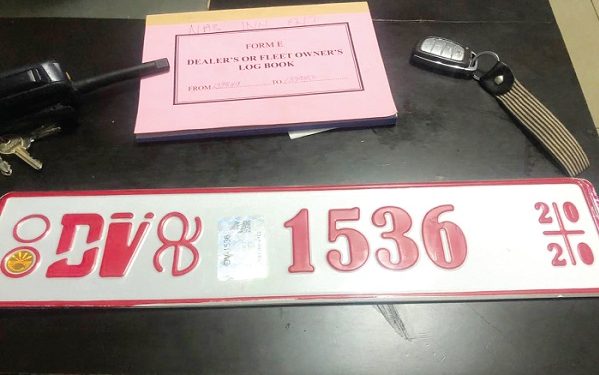 FORM E
DEALER'S OR FLEET OWNER'S
LOG BOOK
FROM TO
DV 1536 20
20